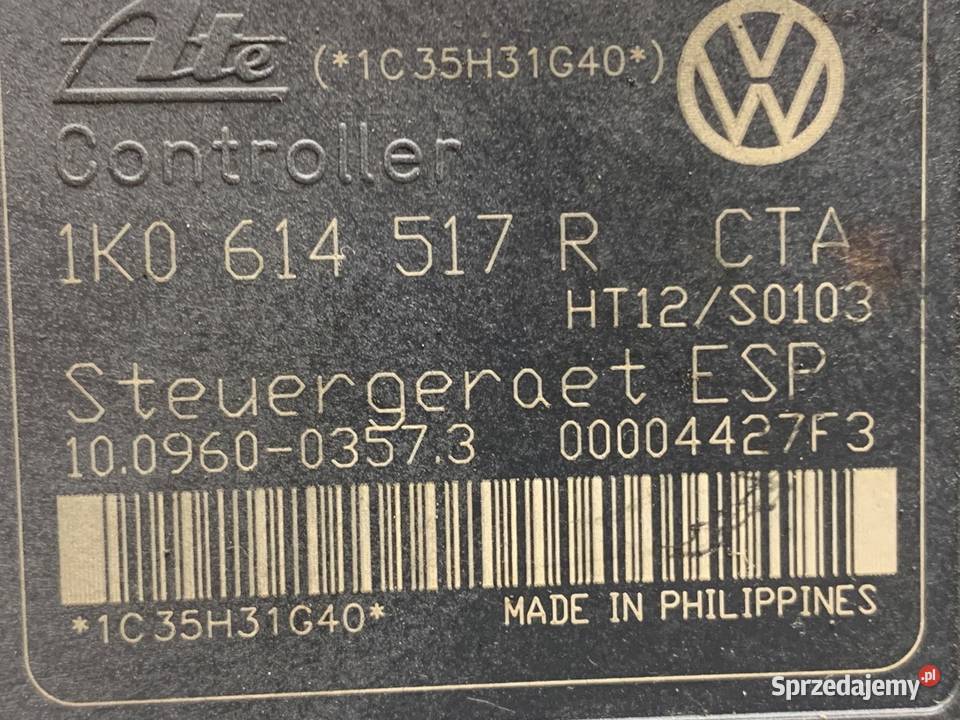 Ate (*1C35H31G40*)
Controller
1K0 614 517 R CTA
HT12/S0103
Steuergeraet ESP
10.0960-0357.3 00004427F3
*1C35H31G40* MADE IN PHILIPPINES
Sprzedajemy.pl